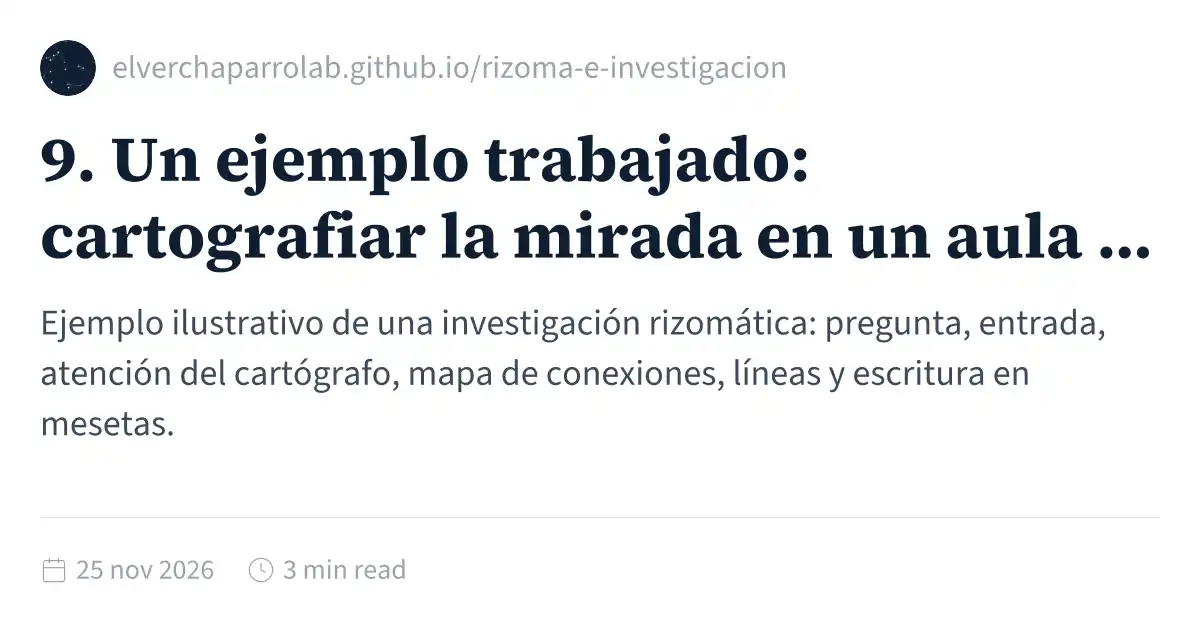 elverchaparrolab.github.io/rizoma-e-investigacion
9. Un ejemplo trabajado:
cartografiar la mirada en un aula ...
Ejemplo ilustrativo de una investigación rizomática: pregunta, entrada,
atención del cartógrafo, mapa de conexiones, líneas y escritura en
mesetas.
25 nov 2026
3 min read